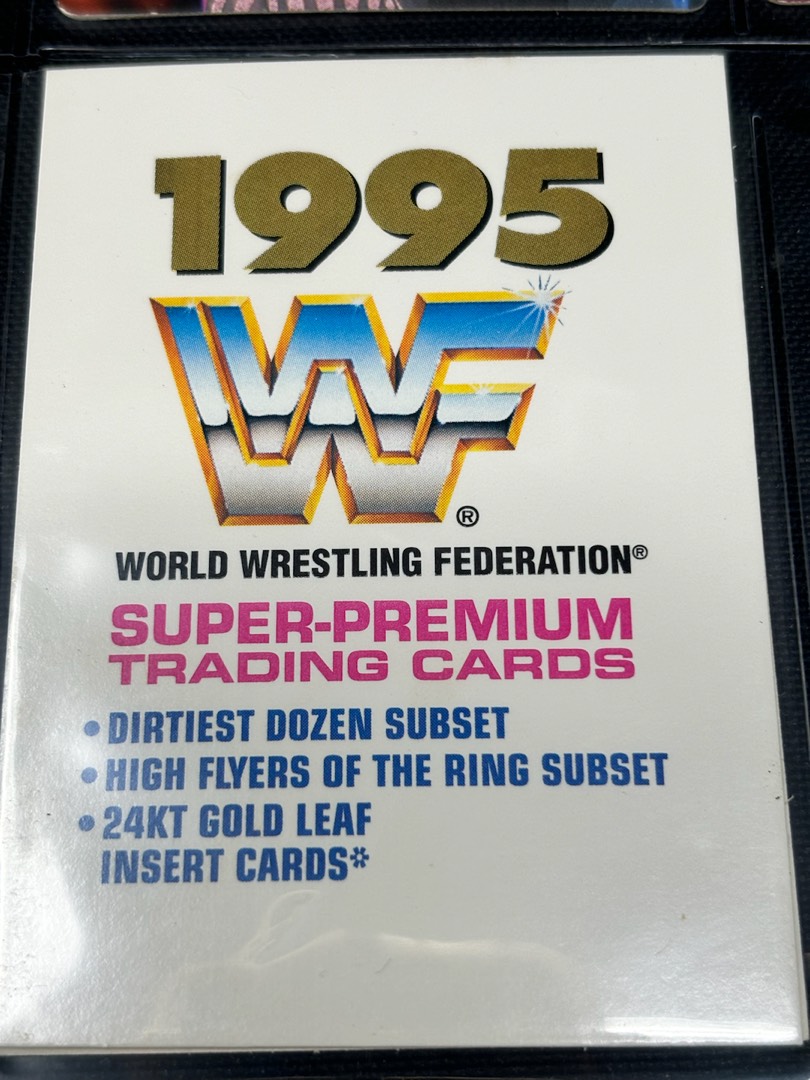 1995
WF
®
WORLD WRESTLING FEDERATION®
SUPER-PREMIUM
TRADING CARDS
•DIRTIEST DOZEN SUBSET
•HIGH FLYERS OF THE RING SUBSET
•24KT GOLD LEAF
INSERT CARDS*